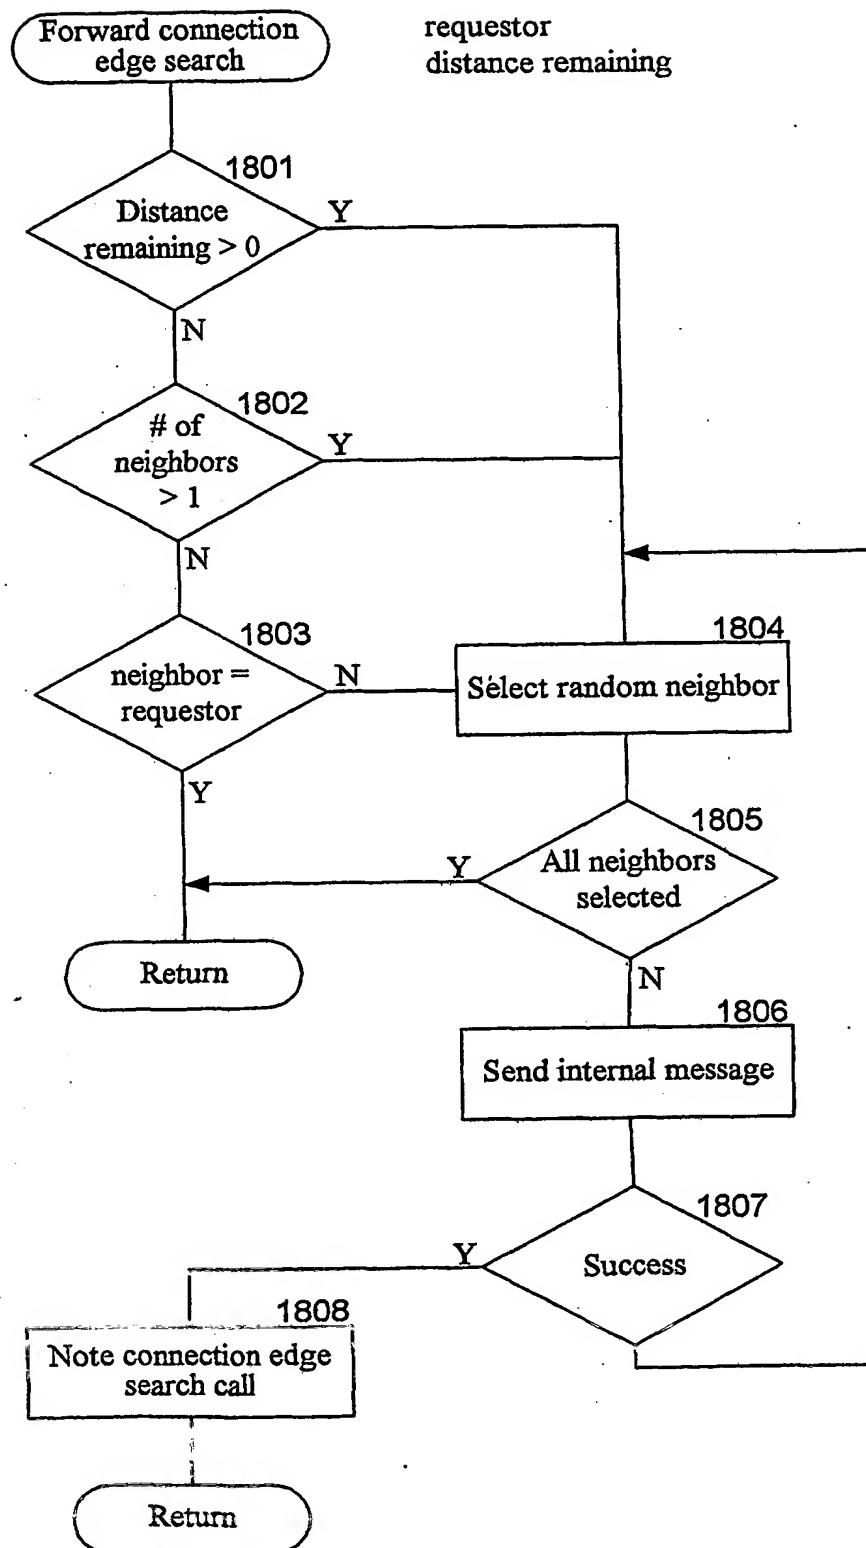 Forward connection
edge search
requestor
distance remaining
1801
Distance
remaining > 0
Y
N
1802
# of
neighbors
> 1
Y
N
1803
neighbor =
requestor
N
Y
1804
Select random neighbor
1805
All neighbors
selected
Y
N
Return
1806
Send internal message
1807
Success
Y
1808
Note connection edge
search call
Return